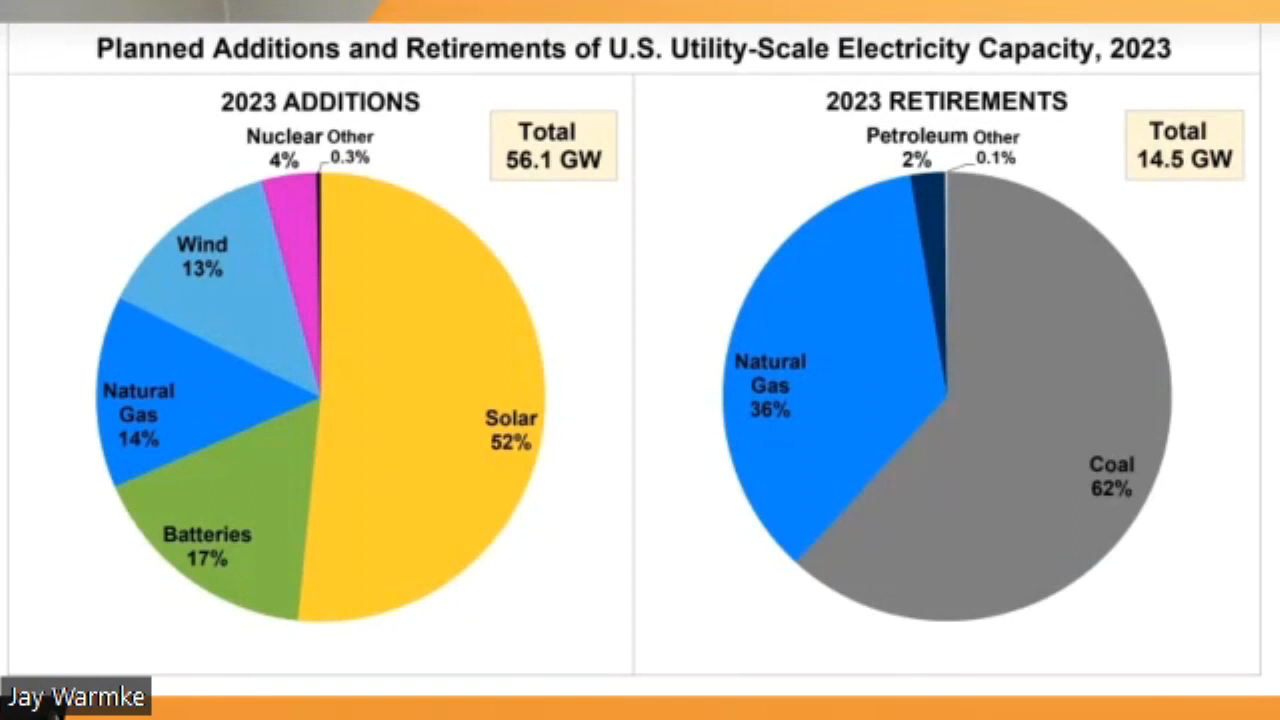 Planned Additions and Retirements of U.S. Utility-Scale Electricity Capacity, 2023
2023 ADDITIONS
Total
56.1 GW
Nuclear
4%
Other
0.3%
Wind
13%
Natural
Gas
14%
Solar
52%
Batteries
17%
2023 RETIREMENTS
Total
14.5 GW
Petroleum
2%
Other
0.1%
Natural
Gas
36%
Coal
62%
Jay Warmke